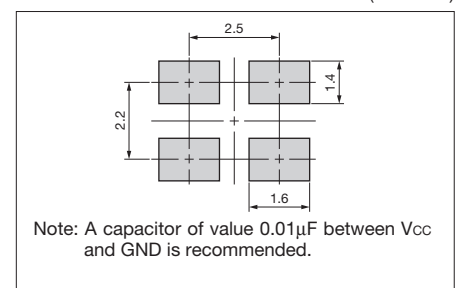 2.5
1.4
2.2
1.6
Note: A capacitor of value 0.01μF between Vcc
and GND is recommended.